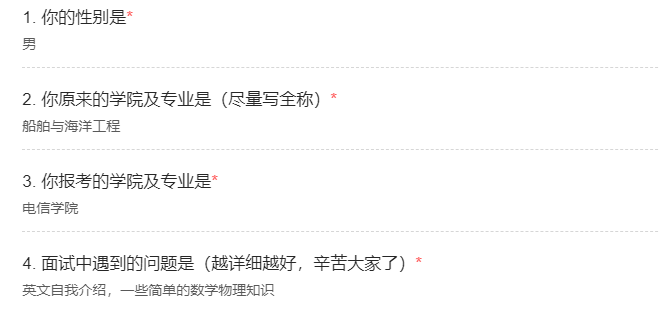 1. 你的性别是*
男
2. 你原来的学院及专业是（尽量写全称）*
船舶与海洋工程
3. 你报考的学院及专业是*
电信学院
4. 面试中遇到的问题是（越详细越好，辛苦大家了）*
英文自我介绍，一些简单的数学物理知识